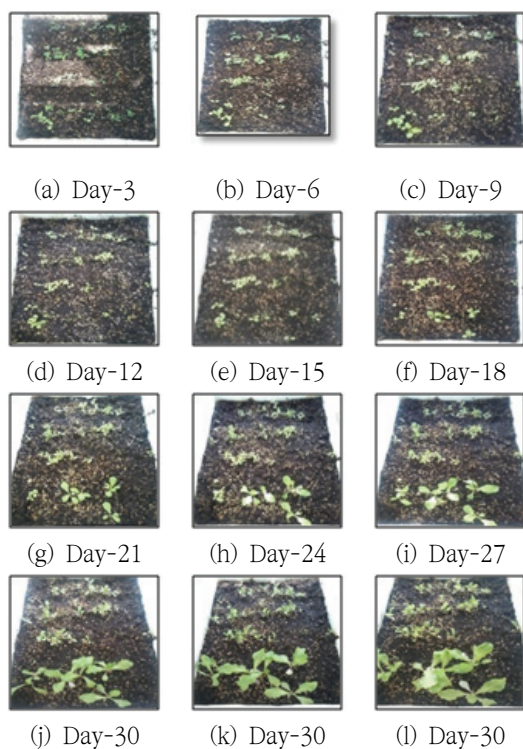 (a) Day-3 (b) Day-6 (c) Day-9
(d) Day-12 (e) Day-15 (f) Day-18
(g) Day-21 (h) Day-24 (i) Day-27
(j) Day-30 (k) Day-30 (l) Day-30